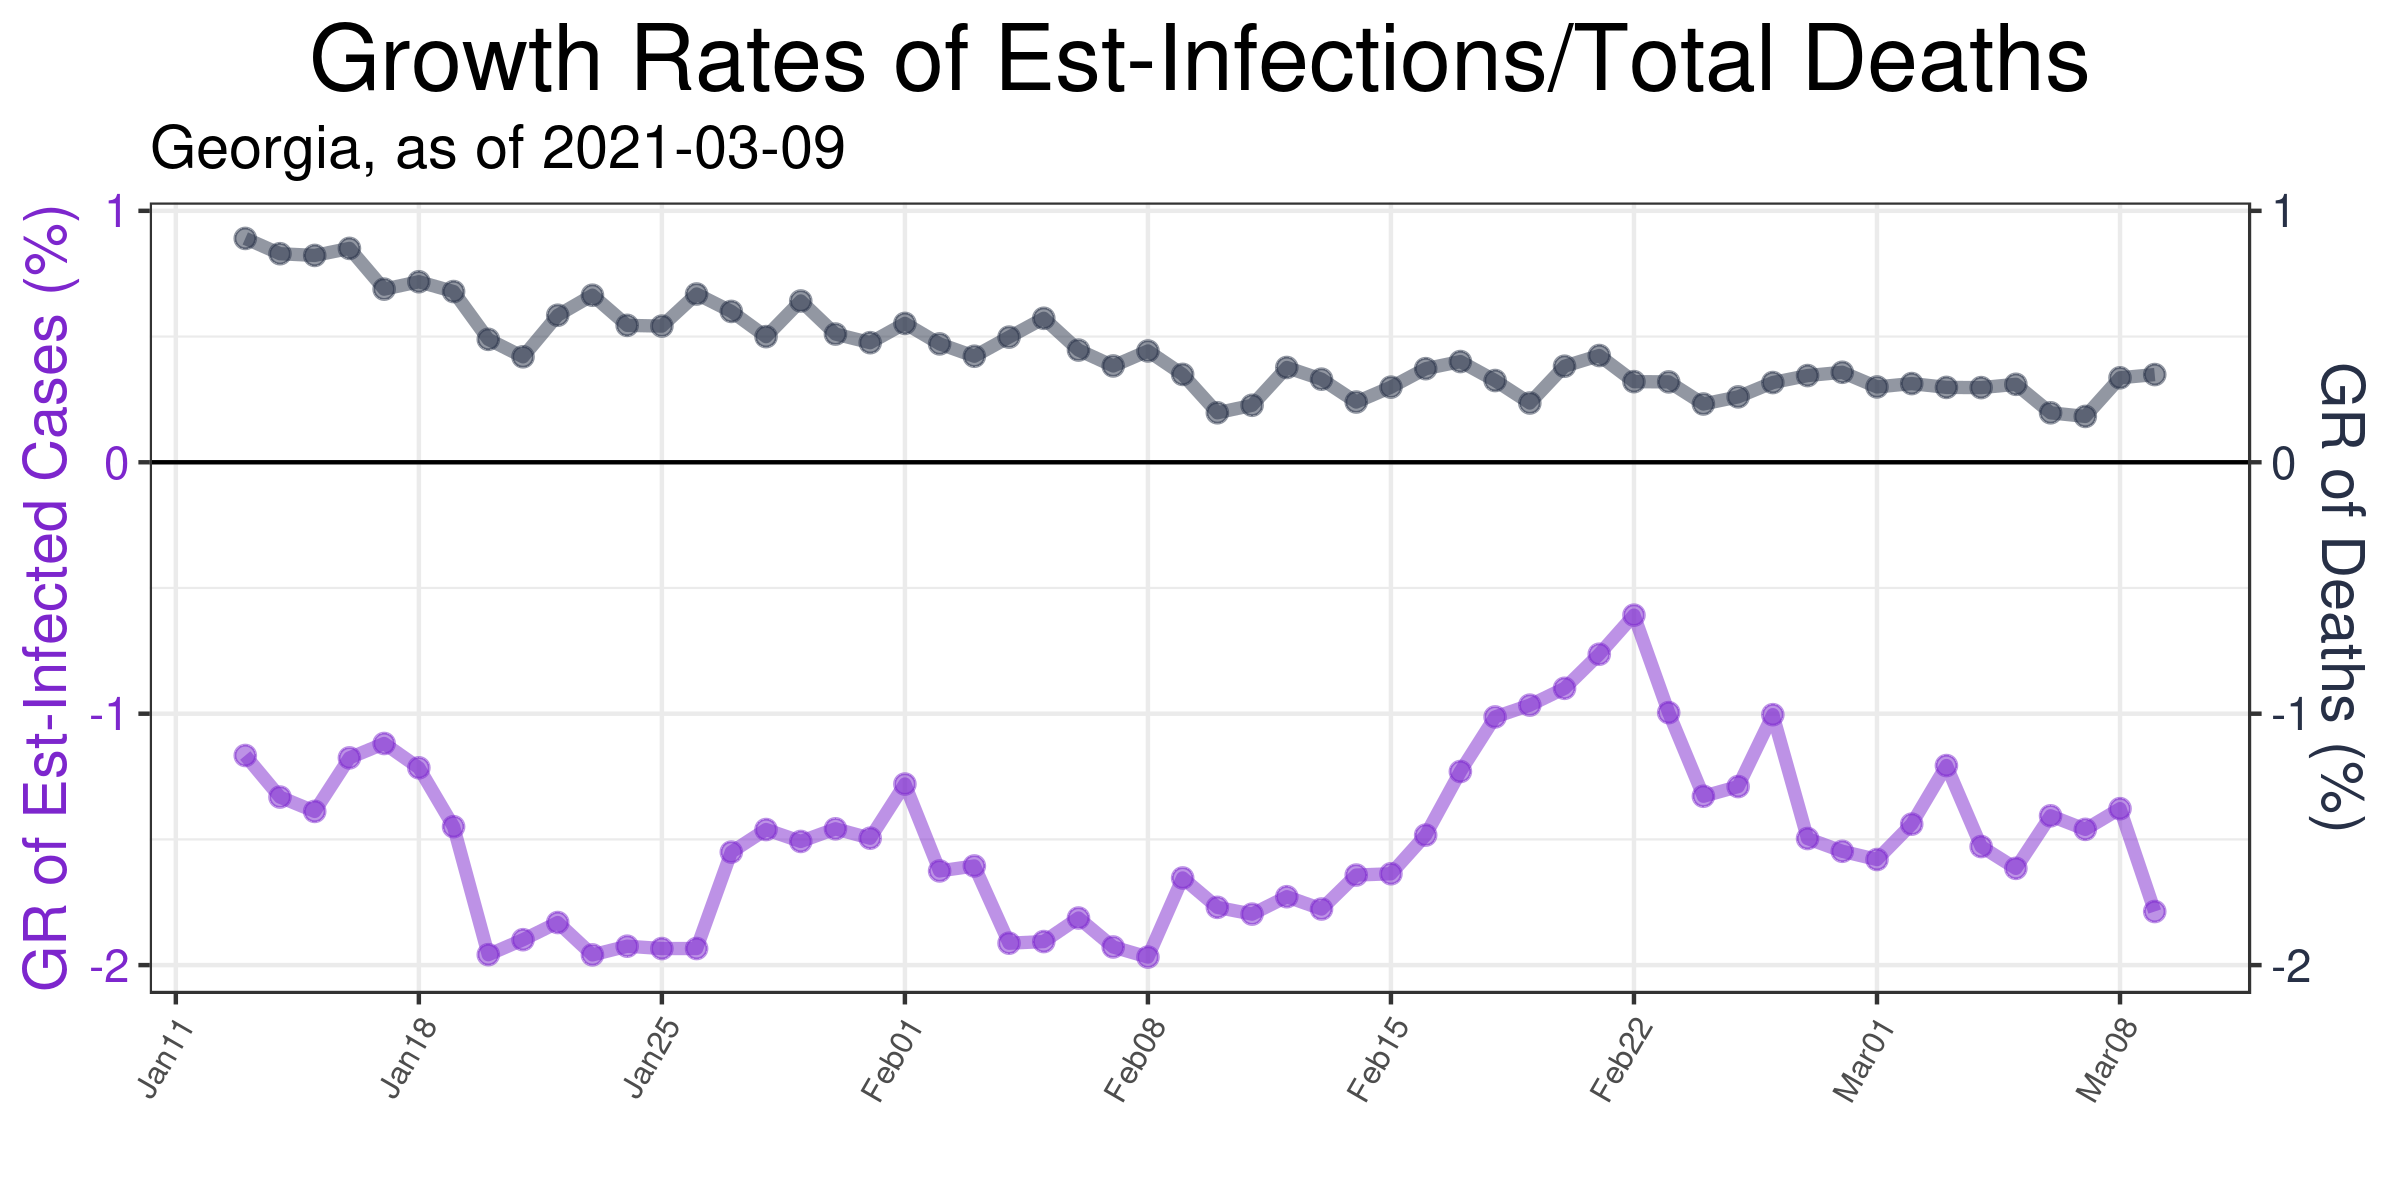 Growth Rates of Est-Infections/Total Deaths
Georgia, as of 2021-03-09
GR of Est-Infected Cases (%)
1
0
-1
-2
1
0
-1
-2
GR of Deaths (%)
Jan11
Jan18
Jan25
Feb01
Feb08
Feb15
Feb22
Mar01
Mar08